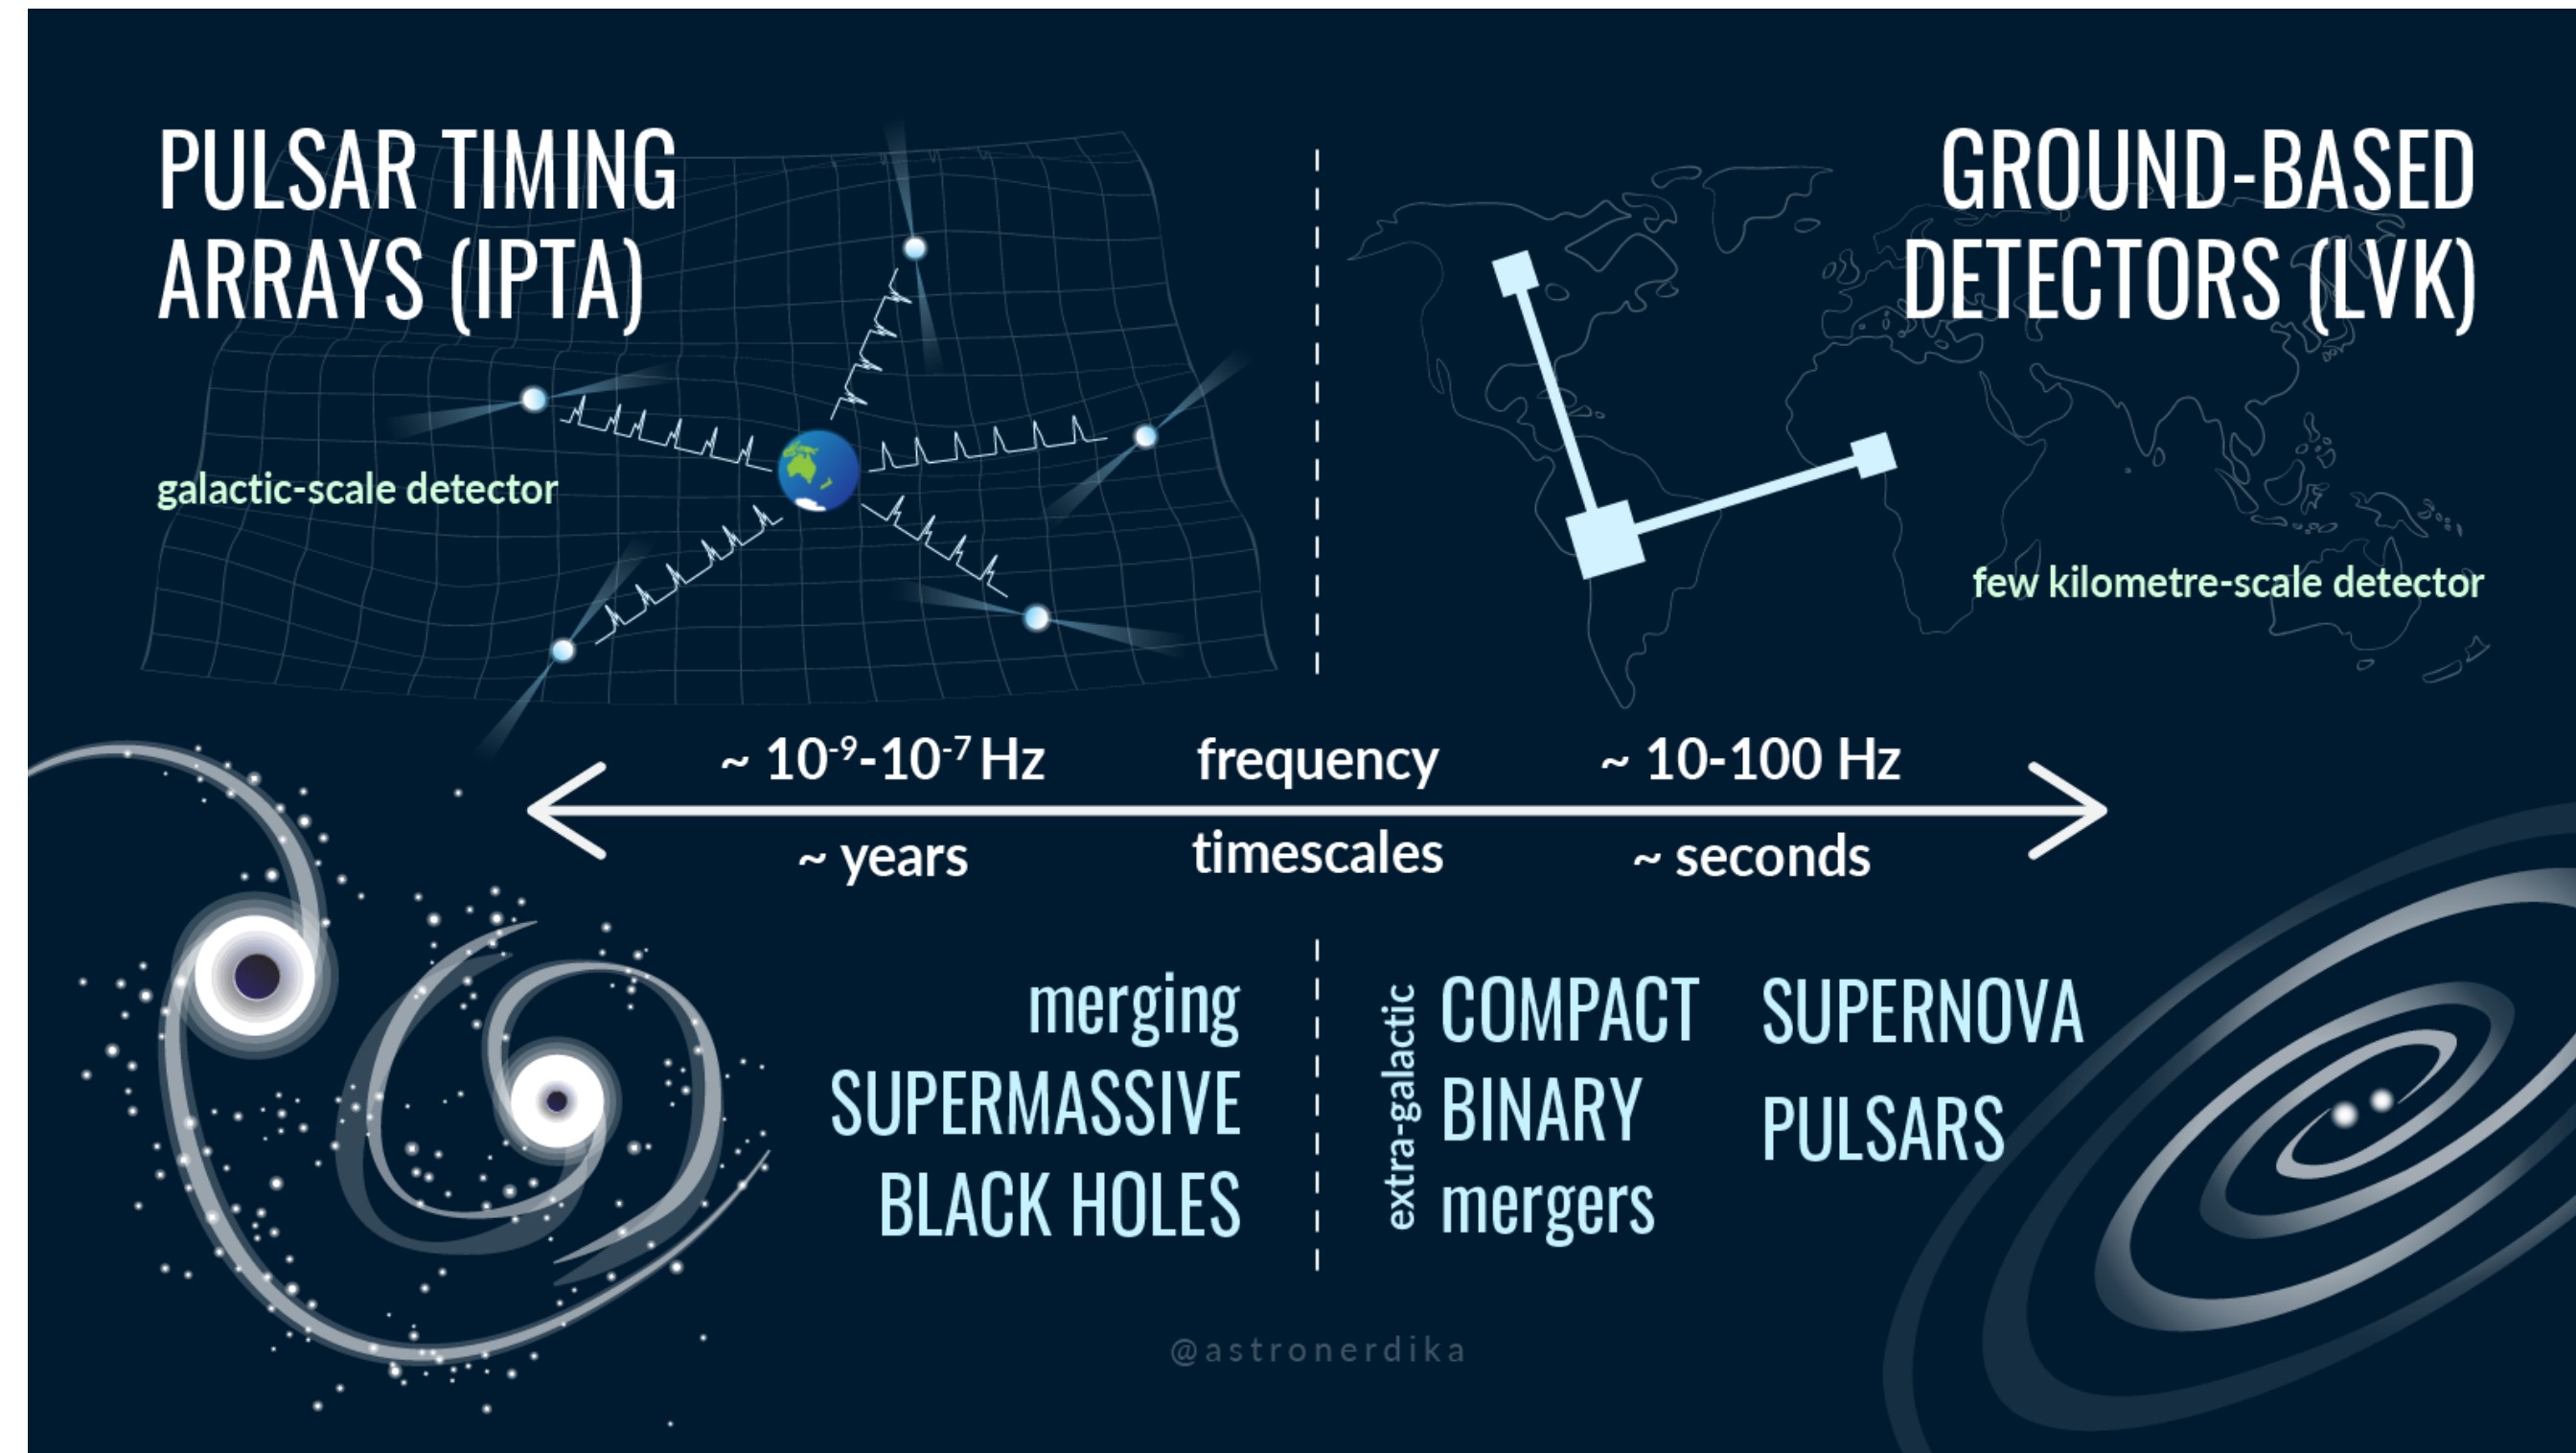 PULSAR TIMING
ARRAYS (IPTA)
galactic-scale detector
GROUND-BASED
DETECTORS (LVK)
few kilometre-scale detector
~ 10⁻⁹-10⁻⁷ Hz
frequency
~ 10-100 Hz
~ years
timescales
~ seconds
merging
SUPERMASSIVE
BLACK HOLES
extra-galactic
COMPACT
BINARY
mergers
SUPERNOVA
PULSARS
@astronerdika